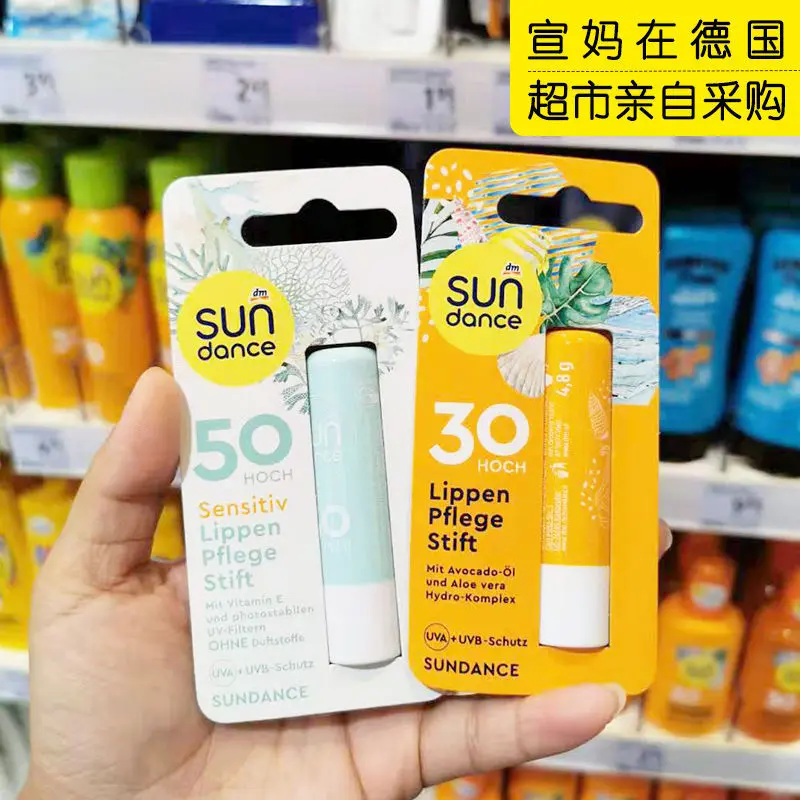 宣妈在德国
超市亲自采购
dm
sun
dance
50
HOCH
Sensitiv
Lippen
Pflege
Stift
Mit Vitamin E
und photostabilen
UV-Filtern
OHNE Duftstoffe
UVA+UVB-Schutz
SUNDANCE
dm
sun
dance
30
HOCH
Lippen
Pflege
Stift
Mit Avocado-Öl
und Aloe vera
Hydro-Komplex
UVA+UVB-Schutz
SUNDANCE
4,8g